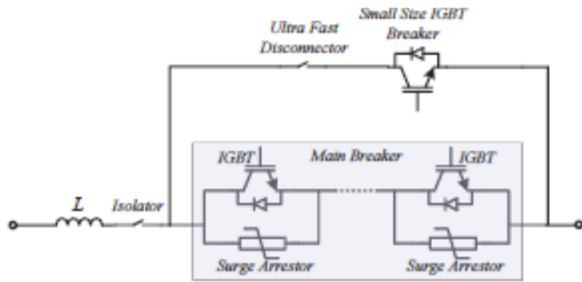 Ultra Fast
Disconnector
Small Size IGBT
Breaker
IGBT
Main Breaker
IGBT
L
Isolator
Surge Arrestor
Surge Arrestor